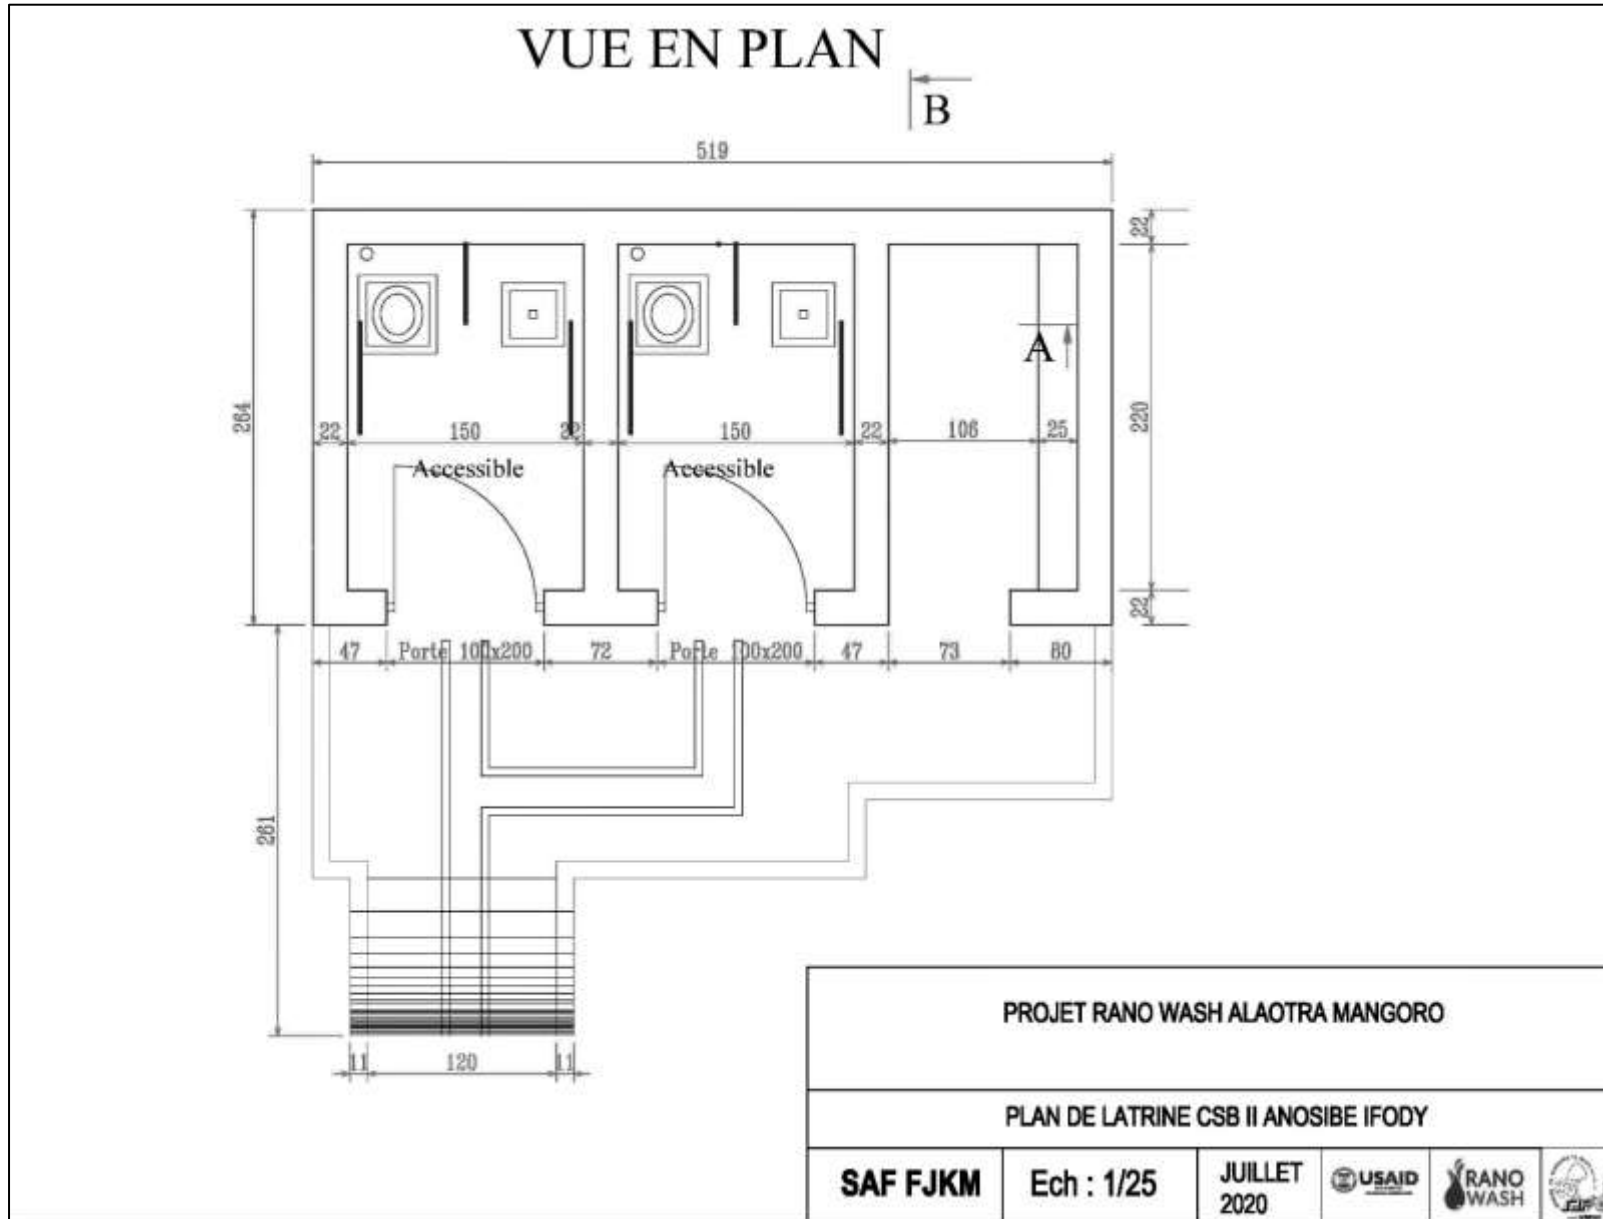 VUE EN PLAN
B
519
22
A
264
220
22
150
22
150
22
106
25
Accessible
Accessible
22
47
Porte 100x200
72
Porte 100x200
47
73
80
261
11
120
11
PROJET RANO WASH ALAOTRA MANGORO
PLAN DE LATRINE CSB II ANOSIBE IFODY
SAF FJKM
Ech : 1/25
JUILLET
2020
USAID
RANO
WASH